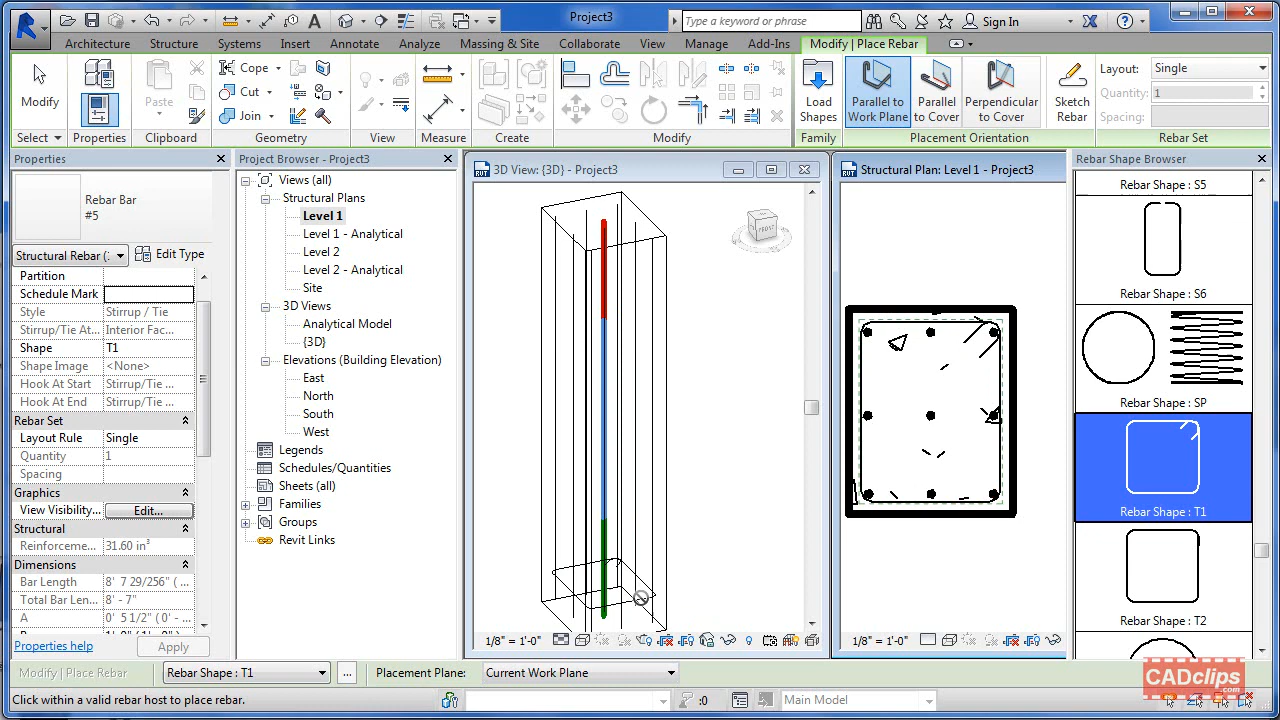 Project3
Type a keyword or phrase
Sign In
Architecture Structure Systems Insert Annotate Analyze Massing & Site Collaborate View Manage Add-Ins Modify | Place Rebar
Modify
Properties
Paste
Cope
Cut
Join
Load Shapes
Parallel to Work Plane
Parallel to Cover
Perpendicular to Cover
Sketch Rebar
Layout: Single
Quantity: 1
Spacing:
Select Properties Clipboard Geometry View Measure Create Modify Family Placement Orientation Rebar Set
Properties
Rebar Bar
#5
Structural Rebar (:
Edit Type
Partition
Schedule Mark
Style Stirrup / Tie
Stirrup/Tie At... Interior Fac...
Shape T1
Shape Image <None>
Hook At Start Stirrup/Tie ...
Hook At End Stirrup/Tie ...
Rebar Set
Layout Rule Single
Quantity 1
Spacing
Graphics
View Visibility... Edit...
Structural
Reinforceme... 31.60 in³
Dimensions
Bar Length 8' 7 29/256" ( ...
Total Bar Len... 8' - 7"
A 0' 5 1/2" ( 0' - ...
Properties help
Apply
Project Browser - Project3
Views (all)
Structural Plans
Level 1
Level 1 - Analytical
Level 2
Level 2 - Analytical
Site
3D Views
Analytical Model
{3D}
Elevations (Building Elevation)
East
North
South
West
Legends
Schedules/Quantities
Sheets (all)
Families
Groups
Revit Links
3D View: {3D} - Project3
FRONT
1/8" = 1'-0"
Structural Plan: Level 1 - Project3
1/8" = 1'-0"
Rebar Shape Browser
Rebar Shape : S5
Rebar Shape : S6
Rebar Shape : SP
Rebar Shape : T1
Rebar Shape : T2
Modify | Place Rebar
Rebar Shape : T1
...
Placement Plane: Current Work Plane
CADclips
.com
Click within a valid rebar host to place rebar.
:0
Main Model